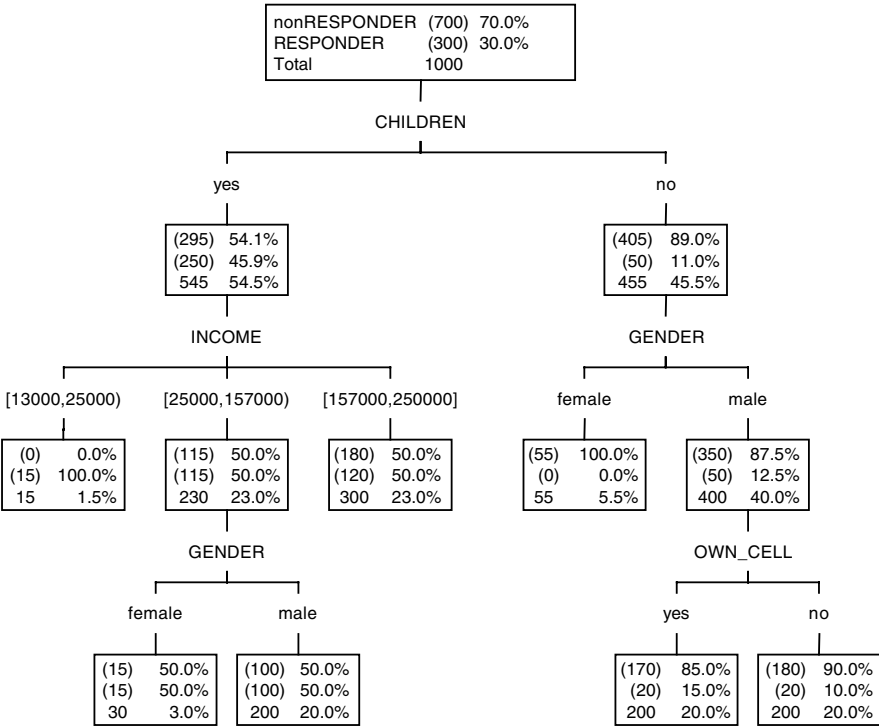 nonRESPONDER (700) 70.0%
RESPONDER (300) 30.0%
Total 1000
CHILDREN
yes no
(295) 54.1% (405) 89.0%
(250) 45.9% (50) 11.0%
545 54.5% 455 45.5%
INCOME GENDER
[13000,25000) [25000,157000) [157000,250000] female male
(0) 0.0% (115) 50.0% (180) 50.0% (55) 100.0% (350) 87.5%
(15) 100.0% (115) 50.0% (120) 50.0% (0) 0.0% (50) 12.5%
15 1.5% 230 23.0% 300 23.0% 55 5.5% 400 40.0%
GENDER OWN_CELL
female male yes no
(15) 50.0% (100) 50.0% (170) 85.0% (180) 90.0%
(15) 50.0% (100) 50.0% (20) 15.0% (20) 10.0%
30 3.0% 200 20.0% 200 20.0% 200 20.0%